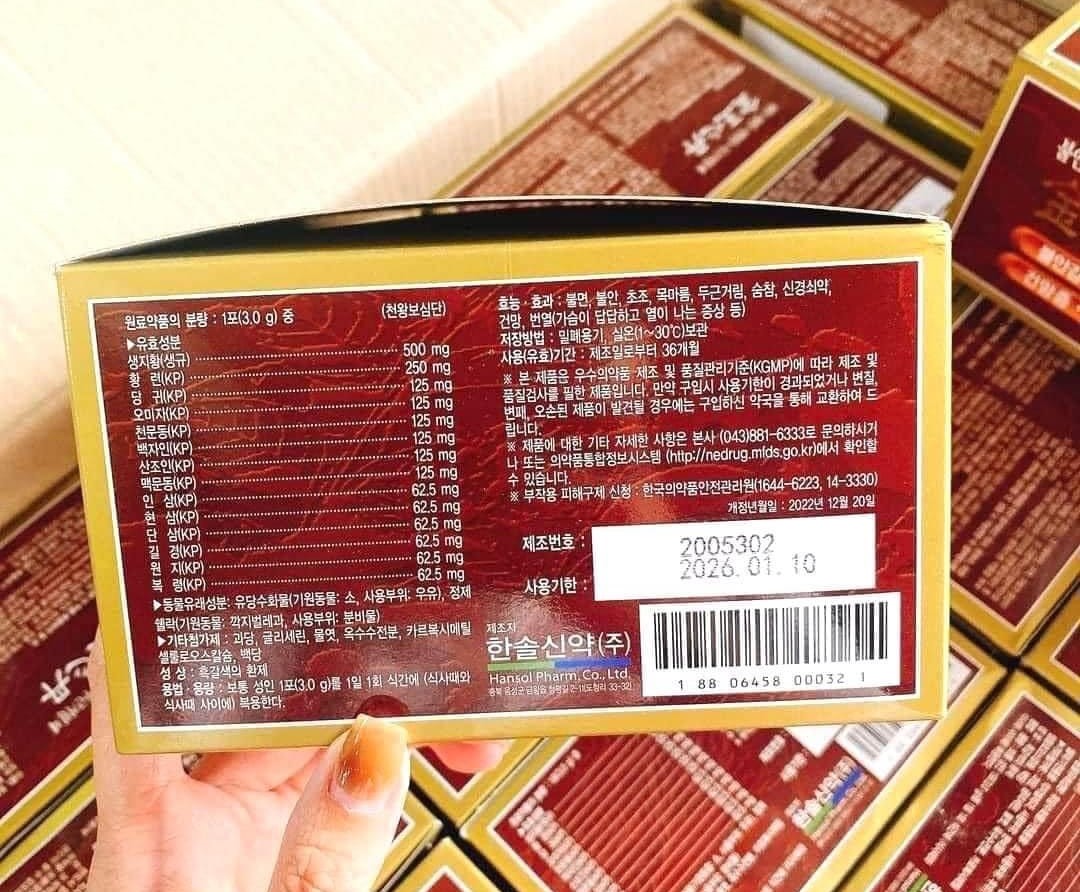 원료약품의 분량 : 1포(3.0 g) 중 (천왕보심단)
▶유효성분
생지황(생규) 500 mg
황 련(KP) 250 mg
당 귀(KP) 125 mg
오미자(KP) 125 mg
천문동(KP) 125 mg
백자인(KP) 125 mg
산조인(KP) 125 mg
맥문동(KP) 125 mg
인 삼(KP) 62.5 mg
현 삼(KP) 62.5 mg
단 삼(KP) 62.5 mg
길 경(KP) 62.5 mg
원 지(KP) 62.5 mg
복 령(KP) 62.5 mg
▶동물유래성분: 유당수화물(기원동물: 소, 사용부위: 우유), 정제
쉘락(기원동물: 깍지벌레과, 사용부위: 분비물)
▶기타첨가제 : 과당, 글리세린, 물엿, 옥수수전분, 카르복시메틸
셀룰로오스칼슘, 백당
성 상 : 흑갈색의 환제
용법 · 용량 : 보통 성인 1포(3.0 g)를 1일 1회 식간에 (식사때와
식사때 사이에) 복용한다.
효능 · 효과 : 불면, 불안, 초조, 목마름, 두근거림, 숨참, 신경쇠약,
건망, 번열(가슴이 답답하고 열이 나는 증상 등)
저장방법 : 밀폐용기, 실온(1~30℃)보관
사용(유효)기간 : 제조일로부터 36개월
※ 본 제품은 우수의약품 제조 및 품질관리기준(KGMP)에 따라 제조 및
품질검사를 필한 제품입니다. 만약 구입시 사용기한이 경과되었거나 변질,
변패, 오손된 제품이 발견될 경우에는 구입하신 약국을 통해 교환하여 드
립니다.
※ 제품에 대한 기타 자세한 사항은 본사 (043)881-6333로 문의하시거
나 또는 의약품통합정보시스템 (http://nedrug.mfds.go.kr)에서 확인할
수 있습니다.
※ 부작용 피해구제 신청 : 한국의약품안전관리원(1644-6223, 14-3330)
개정년월일 : 2022년 12월 20일
제조번호 : 2005302
사용기한 : 2026. 01. 10
제조자
한솔신약(주)
Hansol Pharm, Co., Ltd.
충북 음성군 금왕읍
1 88 06458 00032 1